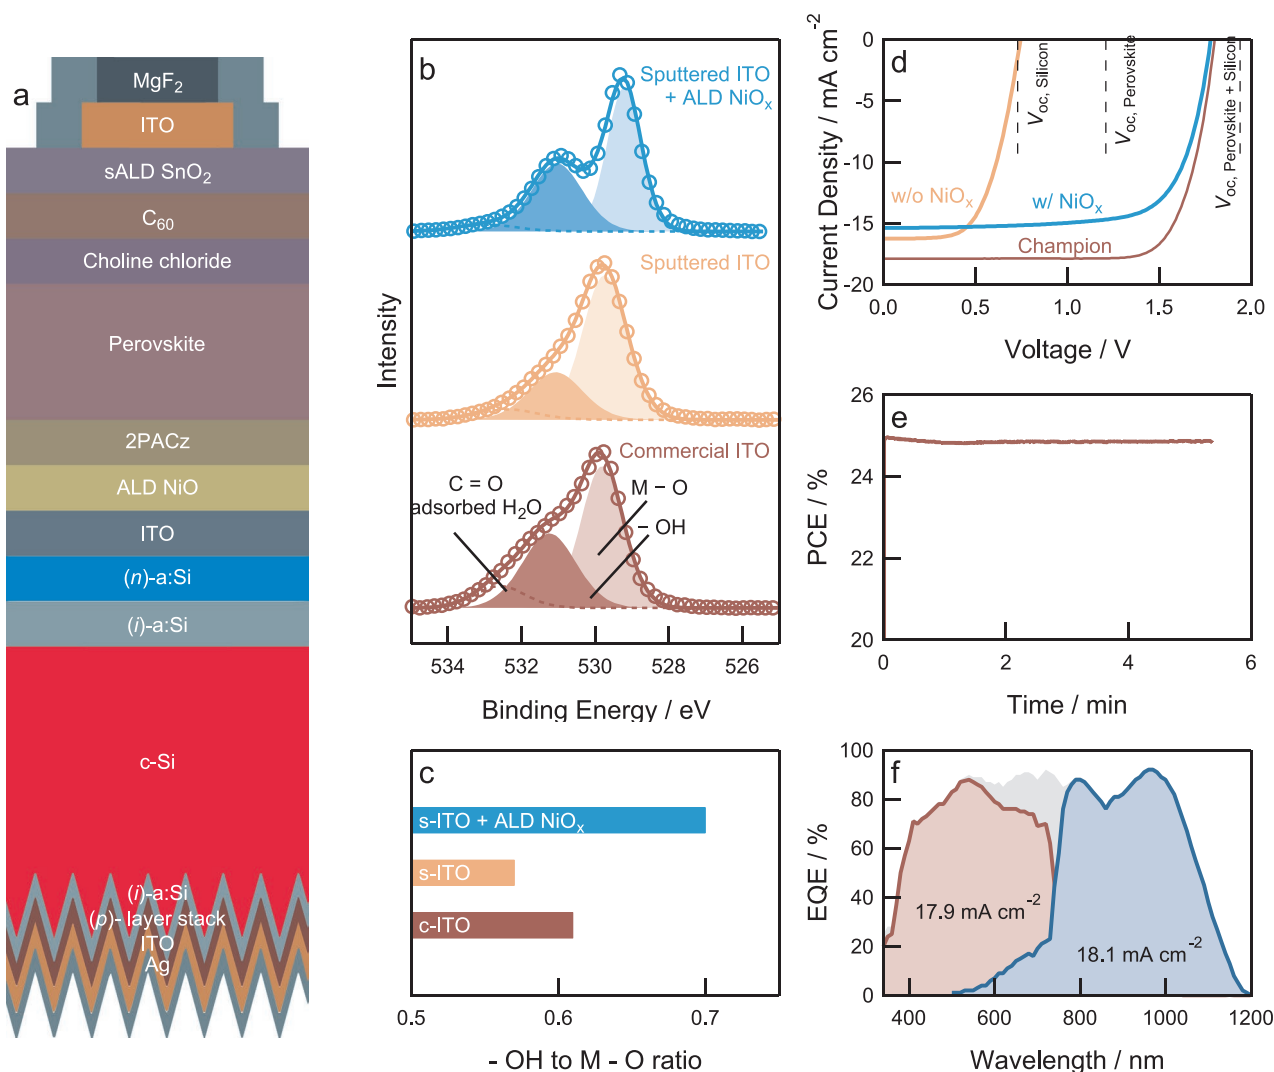 a
MgF2
ITO
sALD SnO2
C60
Choline chloride
Perovskite
2PACz
ALD NiO
ITO
(n)-a:Si
(i)-a:Si
c-Si
(i)-a:Si
(p)- layer stack
ITO
Ag
b
Sputtered ITO
+ ALD NiOx
Sputtered ITO
Commercial ITO
C = O
adsorbed H2O
M – O
– OH
Intensity
534 532 530 528 526
Binding Energy / eV
c
s-ITO + ALD NiOx
s-ITO
c-ITO
0.5 0.6 0.7
- OH to M - O ratio
d
Current Density / mA cm-2
0
-5
-10
-15
-20
w/o NiOx
w/ NiOx
Champion
Voc, Silicon
Voc, Perovskite
Voc, Perovskite + Silicon
0.0 0.5 1.0 1.5 2.0
Voltage / V
e
PCE / %
26
24
22
20
0 2 4 6
Time / min
f
EQE / %
100
80
60
40
20
0
17.9 mA cm-2
18.1 mA cm-2
400 600 800 1000 1200
Wavelength / nm